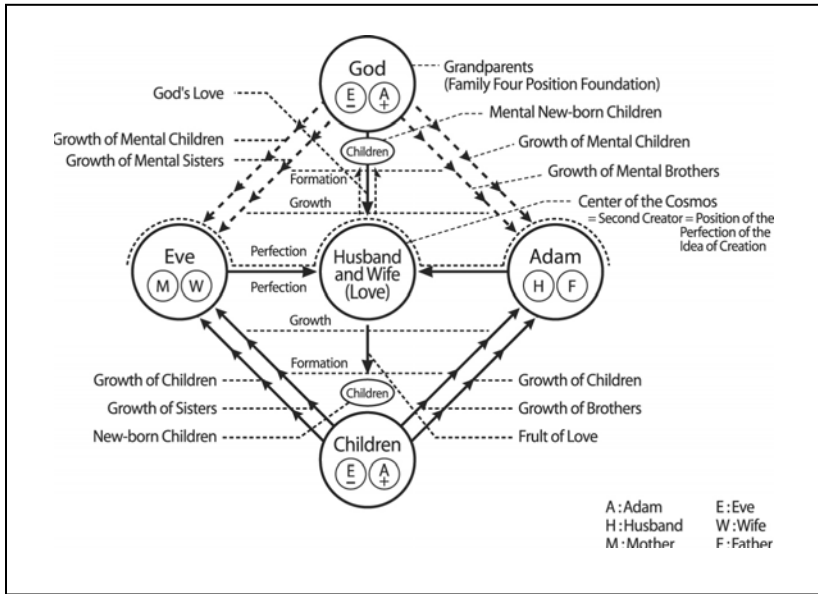 God
E A
− +
Grandparents
(Family Four Position Foundation)
God's Love
Mental New-born Children
Children
Growth of Mental Children
Growth of Mental Sisters
Growth of Mental Children
Growth of Mental Brothers
Formation
Growth
Center of the Cosmos
= Second Creator = Position of the
Perfection of the
Idea of Creation
Eve
M W
Perfection
Perfection
Husband
and Wife
(Love)
Adam
H F
Growth
Formation
Children
Growth of Children
Growth of Sisters
New-born Children
Growth of Children
Growth of Brothers
Fruit of Love
Children
E A
− +
A:Adam E:Eve
H:Husband W:Wife
M:Mother F:Father